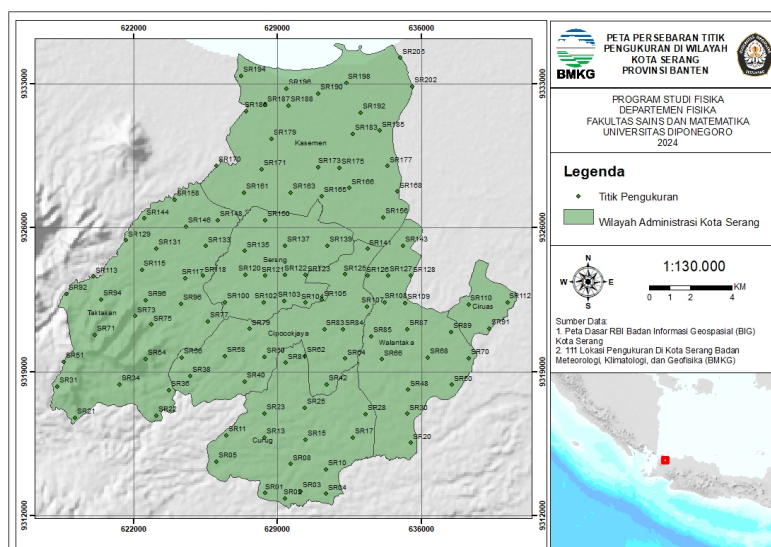 622000 629000 636000
9333000
9326000
9319000
9312000
9333000
9326000
9319000
9312000
SR205
SR194
SR198
SR202
SR196
SR190
SR187 SR188
SR192
SR183 SR185
SR179
Kasemen
SR170
SR171
SR173 SR175
SR177
SR158
SR161
SR163
SR165
SR166
SR168
SR144
SR146
SR148
SR150
SR156
SR129
SR131
SR133
SR135
SR137
SR139
SR141
SR143
Serang
SR113
SR115
SR117
SR118
SR120
SR121
SR122
SR123
SR126
SR127
SR128
SR92
SR94
SR96
SR100
SR102
SR103
SR104
SR105
SR107
SR108
SR109
SR110
SR112
Ciruas
Taktakan
SR73
SR75
SR77
SR79
Cipocokjaya
SR83
SR84
SR85
SR87
SR89
SR91
SR71
Walantaka
SR51
SR54
SR56
SR58
SR60
SR62
SR64
SR66
SR68
SR70
SR31
SR34
SR36
SR38
SR40
SR42
SR48
SR50
SR21
SR22
SR23
SR25
SR28
SR30
SR11
SR13
SR15
SR17
SR20
Curug
SR05
SR08
SR10
SR01
SR03
SR04
622000 629000 636000
BMKG
PETA PERSEBARAN TITIK
PENGUKURAN DI WILAYAH
KOTA SERANG
PROVINSI BANTEN
PROGRAM STUDI FISIKA
DEPARTEMEN FISIKA
FAKULTAS SAINS DAN MATEMATIKA
UNIVERSITAS DIPONEGORO
2024
Legenda
Titik Pengukuran
Wilayah Administrasi Kota Serang
N
W E
S
1:130.000
0 1 2 4
KM
Sumber Data:
1. Peta Dasar RBI Badan Informasi Geospasial (BIG)
Kota Serang
2. 111 Lokasi Pengukuran Di Kota Serang Badan
Meteorologi, Klimatologi, dan Geofisika (BMKG)